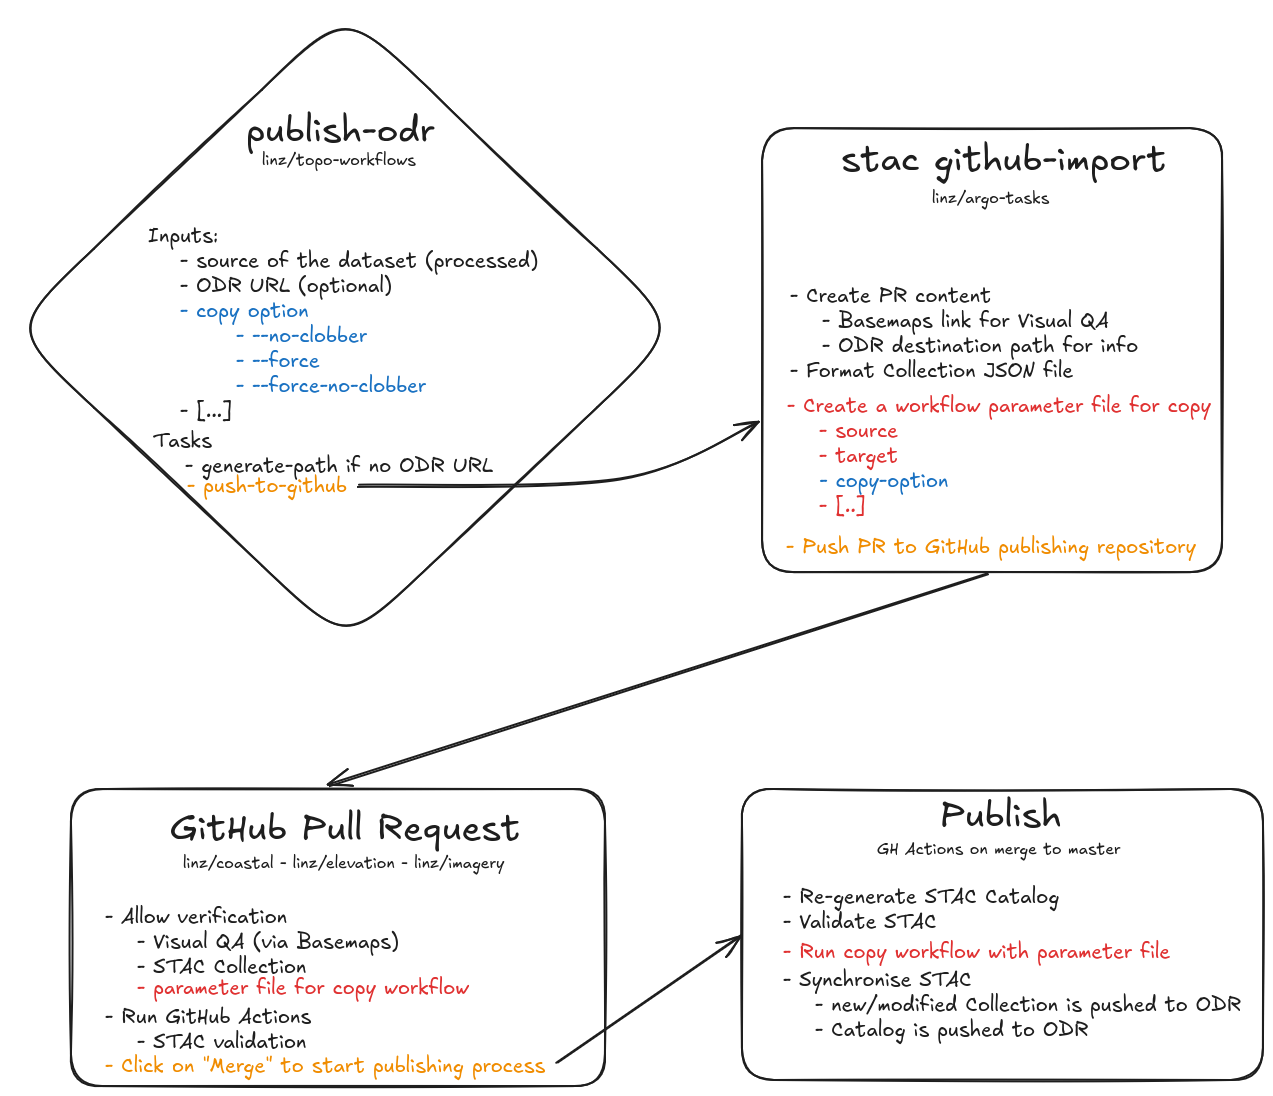 publish-odr
linz/topo-workflows
Inputs:
- source of the dataset (processed)
- ODR URL (optional)
- copy option
- --no-clobber
- --force
- --force-no-clobber
- [...]
Tasks
- generate-path if no ODR URL
- push-to-github
stac github-import
linz/argo-tasks
- Create PR content
- Basemaps link for Visual QA
- ODR destination path for info
- Format Collection JSON file
- Create a workflow parameter file for copy
- source
- target
- copy-option
- [..]
- Push PR to GitHub publishing repository
GitHub Pull Request
linz/coastal - linz/elevation - linz/imagery
- Allow verification
- Visual QA (via Basemaps)
- STAC Collection
- parameter file for copy workflow
- Run GitHub Actions
- STAC validation
- Click on "Merge" to start publishing process
Publish
GH Actions on merge to master
- Re-generate STAC Catalog
- Validate STAC
- Run copy workflow with parameter file
- Synchronise STAC
- new/modified Collection is pushed to ODR
- Catalog is pushed to ODR